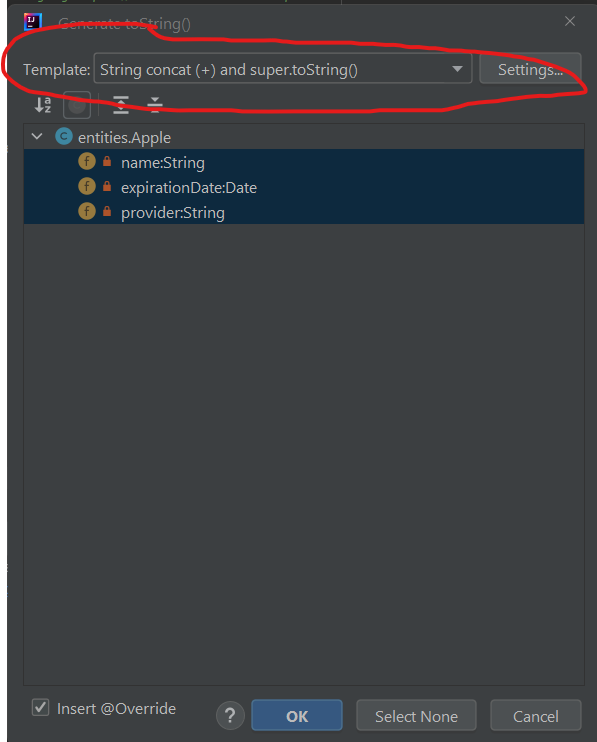 IJ
Generate toString()
Template: String concat (+) and super.toString() Settings...
a
z
C entities.Apple
f name:String
f expirationDate:Date
f provider:String
Insert @Override ? OK Select None Cancel